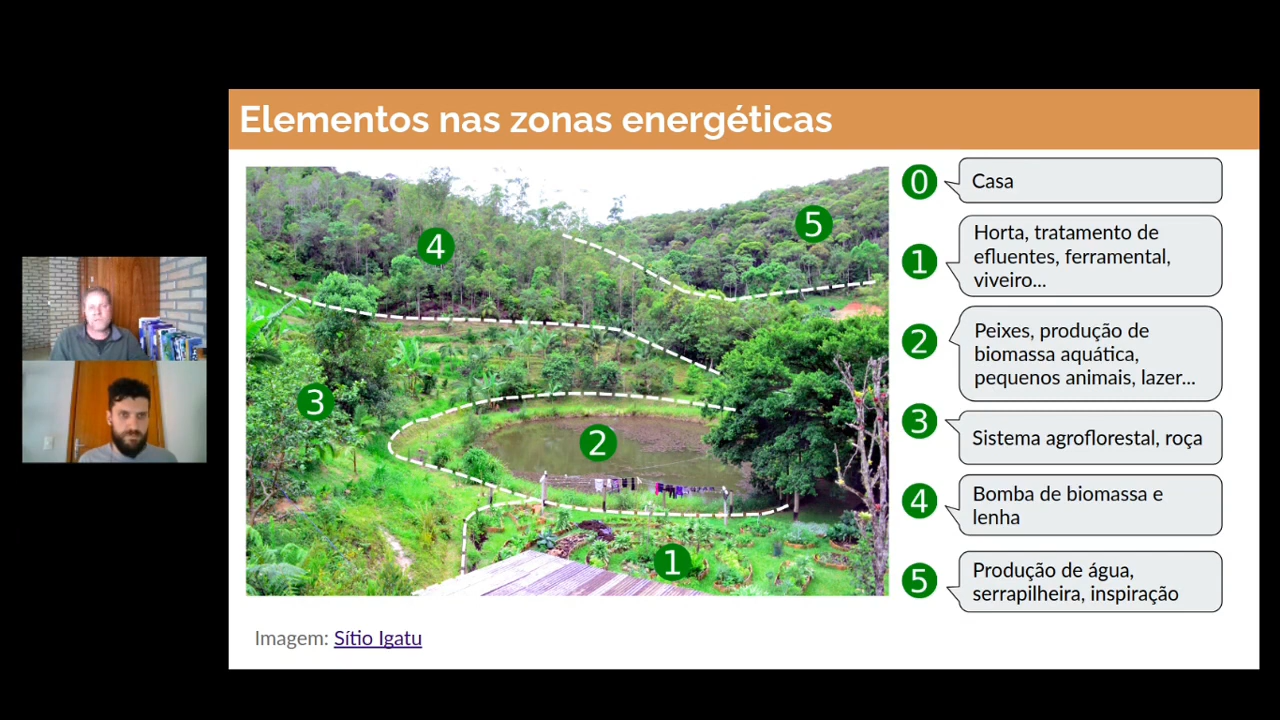 Elementos nas zonas energéticas
4
5
3
2
1
0
Casa
1
Horta, tratamento de
efluentes, ferramental,
viveiro...
2
Peixes, produção de
biomassa aquática,
pequenos animais, lazer...
3
Sistema agroflorestal, roça
4
Bomba de biomassa e
lenha
5
Produção de água,
serrapilheira, inspiração
Imagem: Sítio Igatu